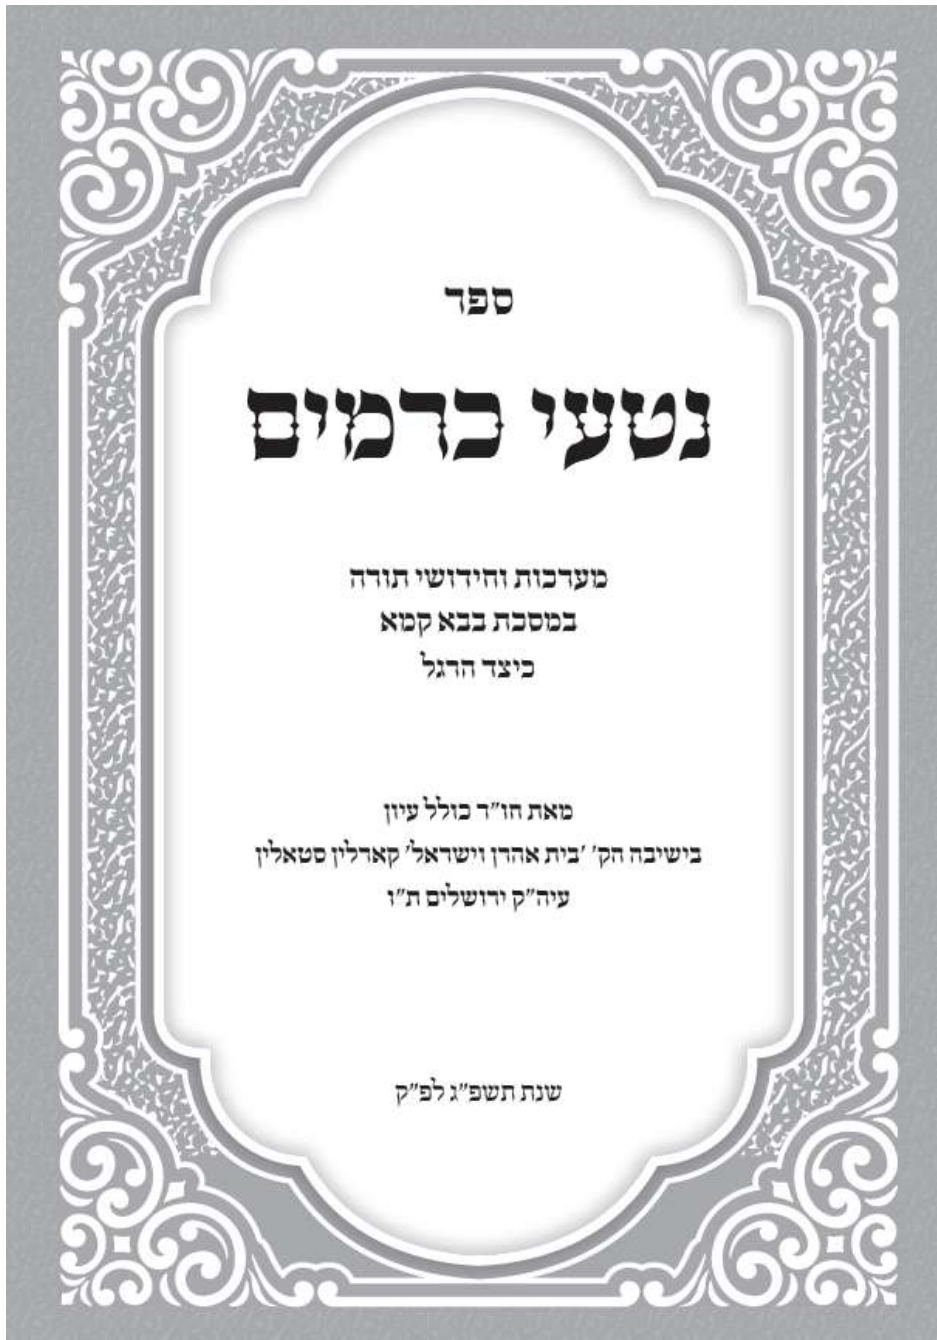 ספר
נטעי כרמים
מערכות וחידושי תורה
במסכת בבא קמא
כיצד הרגל
מאת חו״ר כולל עיון
בישיבה הק' 'בית אהרן וישראל' קארלין סטאלין
עיה״ק ירושלים ת״ו
שנת תשפ״ג לפ״ק